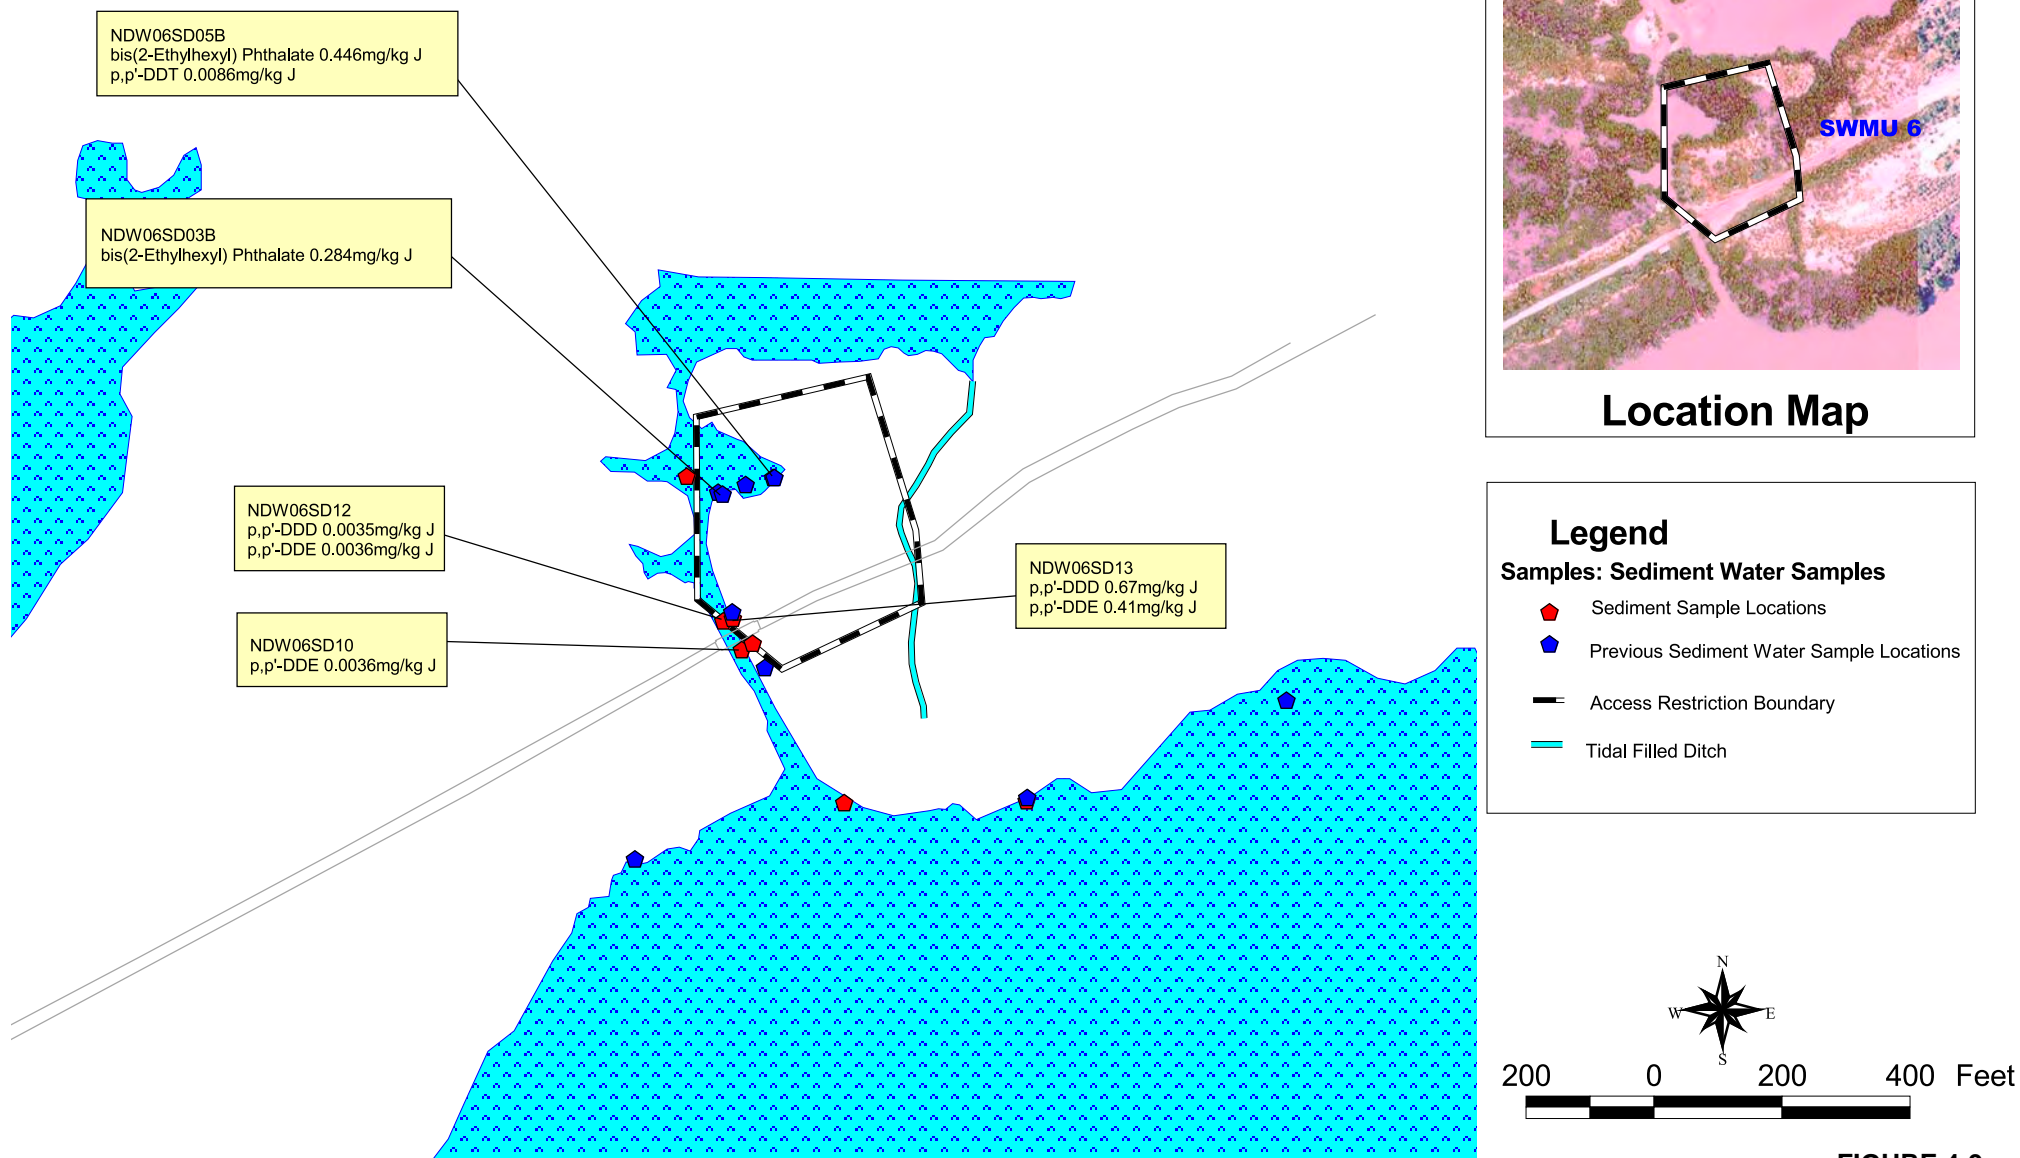 NDW06SD05B
bis(2-Ethylhexyl) Phthalate 0.446mg/kg J
p,p'-DDT 0.0086mg/kg J
NDW06SD03B
bis(2-Ethylhexyl) Phthalate 0.284mg/kg J
NDW06SD12
p,p'-DDD 0.0035mg/kg J
p,p'-DDE 0.0036mg/kg J
NDW06SD10
p,p'-DDE 0.0036mg/kg J
NDW06SD13
p,p'-DDD 0.67mg/kg J
p,p'-DDE 0.41mg/kg J
SWMU 6
Location Map
Legend
Samples: Sediment Water Samples
Sediment Sample Locations
Previous Sediment Water Sample Locations
Access Restriction Boundary
Tidal Filled Ditch
N
W E
S
200 0 200 400 Feet